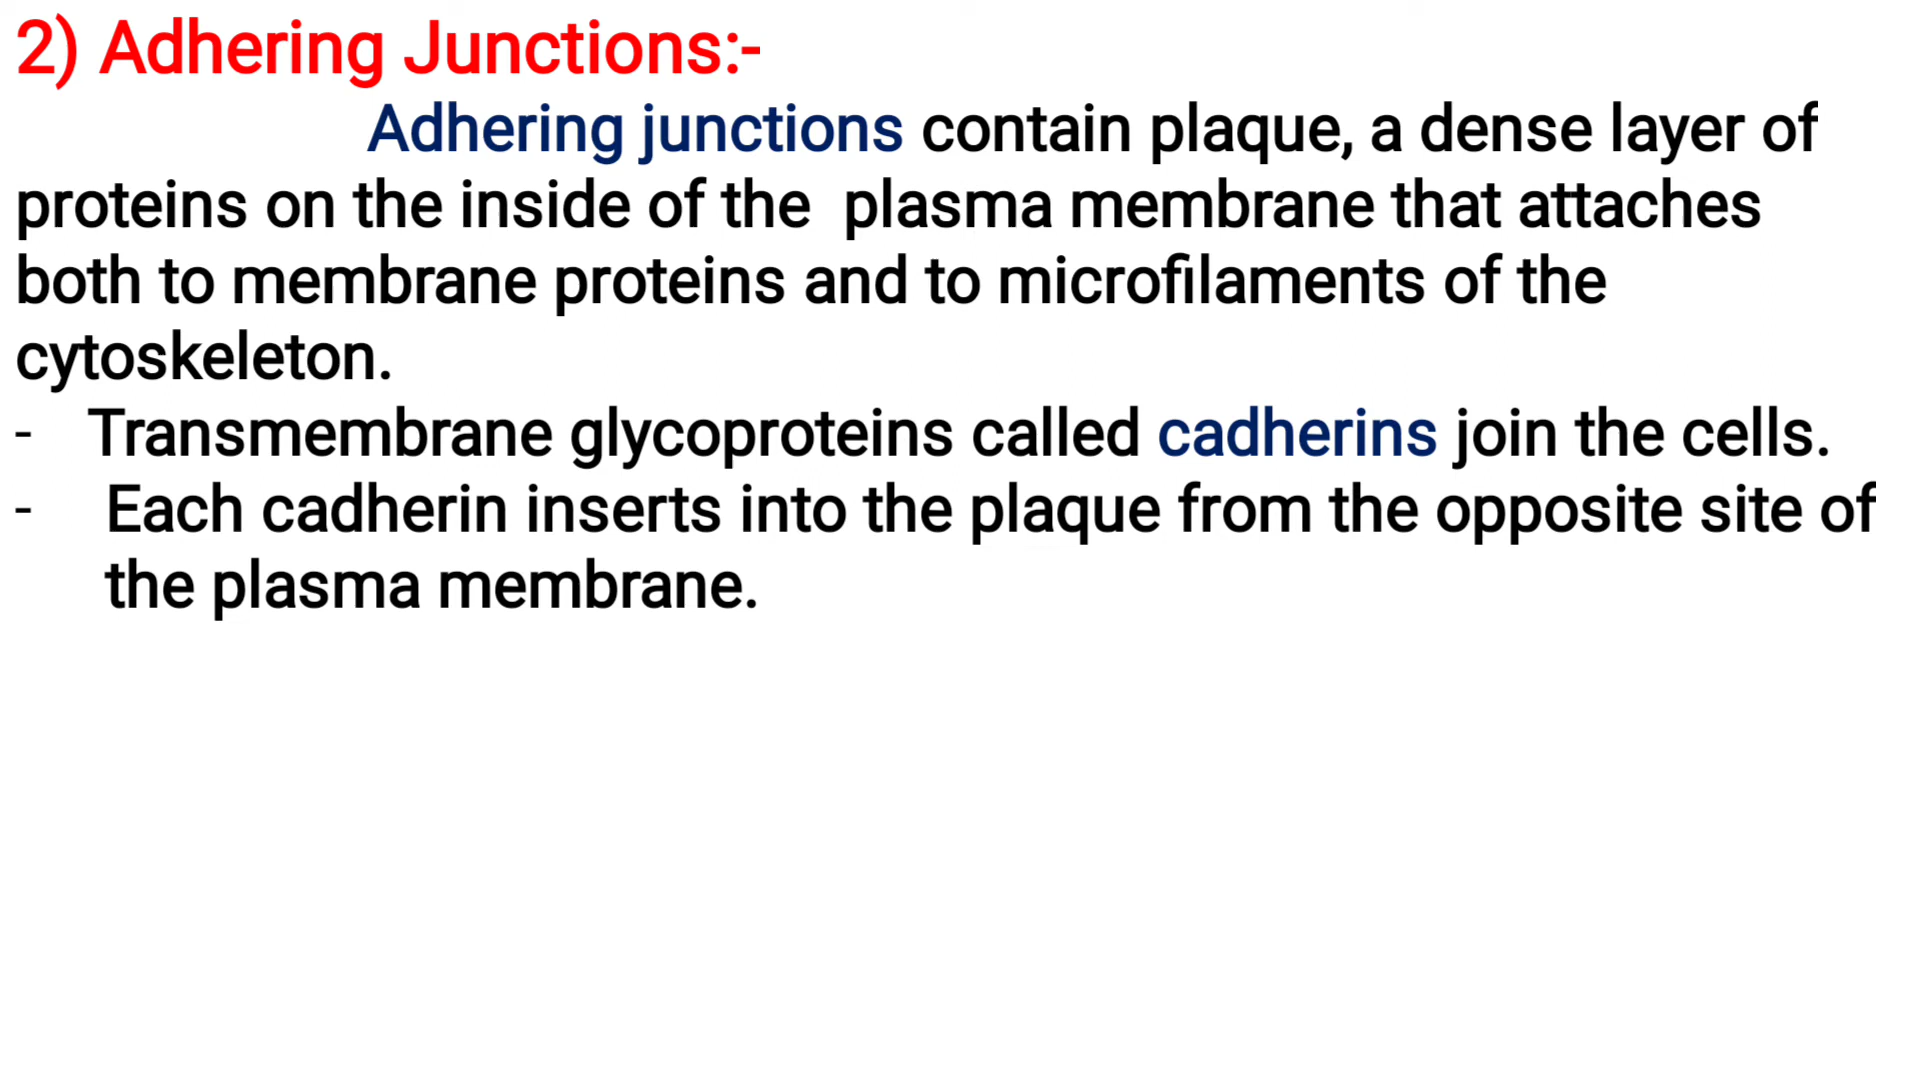 2) Adhering Junctions:-
Adhering junctions contain plaque, a dense layer of
proteins on the inside of the  plasma membrane that attaches
both to membrane proteins and to microfilaments of the
cytoskeleton.
- Transmembrane glycoproteins called cadherins join the cells.
- Each cadherin inserts into the plaque from the opposite site of
the plasma membrane.